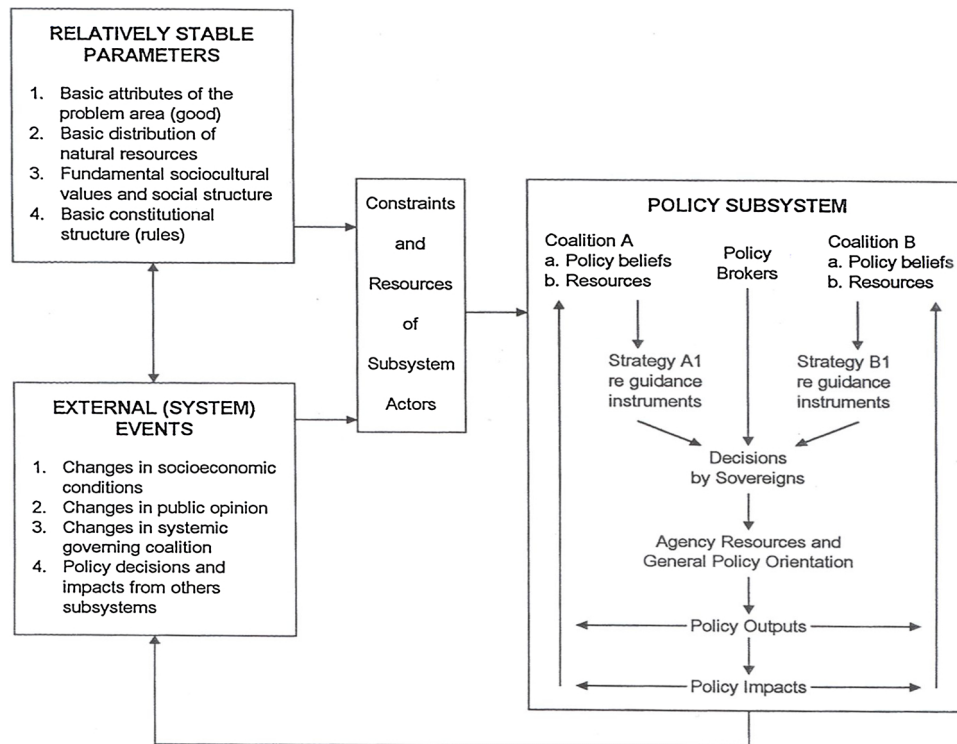 RELATIVELY STABLE
PARAMETERS
1. Basic attributes of the
problem area (good)
2. Basic distribution of
natural resources
3. Fundamental sociocultural
values and social structure
4. Basic constitutional
structure (rules)
EXTERNAL (SYSTEM)
EVENTS
1. Changes in socioeconomic
conditions
2. Changes in public opinion
3. Changes in systemic
governing coalition
4. Policy decisions and
impacts from others
subsystems
Constraints
and
Resources
of
Subsystem
Actors
POLICY SUBSYSTEM
Coalition A
a. Policy beliefs
b. Resources
Policy
Brokers
Coalition B
a. Policy beliefs
b. Resources
Strategy A1
re guidance
instruments
Strategy B1
re guidance
instruments
Decisions
by Sovereigns
Agency Resources and
General Policy Orientation
Policy Outputs
Policy Impacts